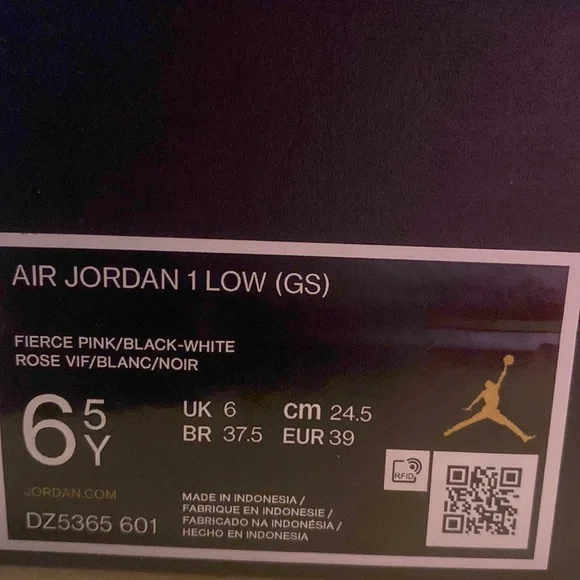 AIR JORDAN 1 LOW (GS)
FIERCE PINK/BLACK-WHITE
ROSE VIF/BLANC/NOIR
6 5 Y
UK 6 cm 24.5
BR 37.5 EUR 39
RFID
JORDAN.COM
DZ5365 601
MADE IN INDONESIA /
FABRIQUE EN INDONESIE /
FABRICADO NA INDONÉSIA /
HECHO EN INDONESIA